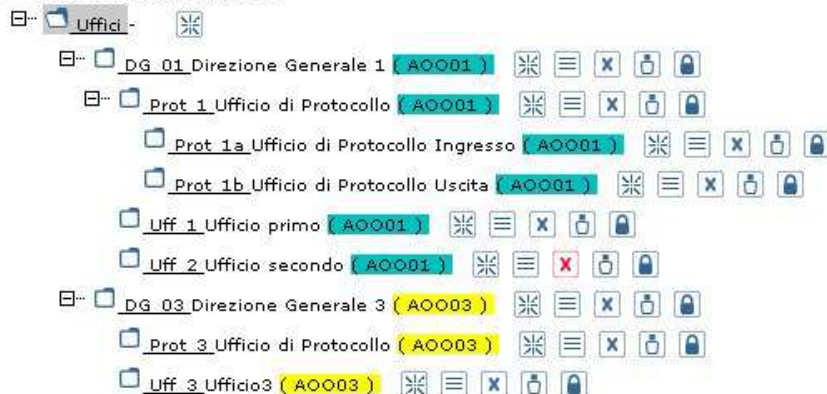 Uffici -
DG 01 Direzione Generale 1 ( AOO01 )
Prot 1 Ufficio di Protocollo ( AOO01 )
Prot 1a Ufficio di Protocollo Ingresso ( AOO01 )
Prot 1b Ufficio di Protocollo Uscita ( AOO01 )
Uff 1 Ufficio primo ( AOO01 )
Uff 2 Ufficio secondo ( AOO01 )
DG 03 Direzione Generale 3 ( AOO03 )
Prot 3 Ufficio di Protocollo ( AOO03 )
Uff 3 Ufficio3 ( AOO03 )